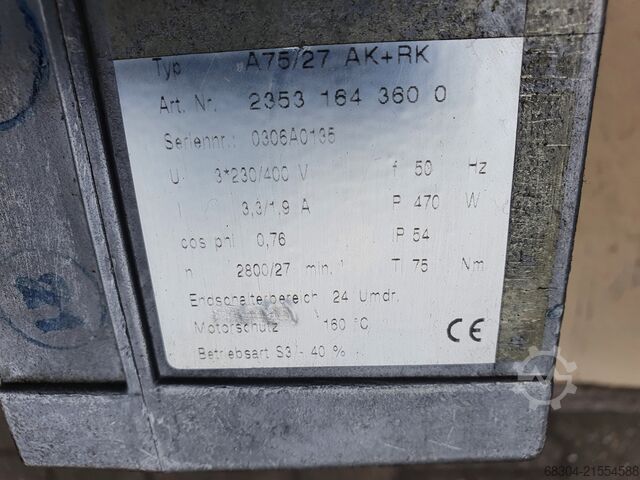 Typ A75/27 AK+RK
Art. Nr. 2353 164 360 0
Seriennr.: 0306A0135
U 3*230/400 V f 50 Hz
I 3,3/1,9 A P 470 W
cos phi 0,76 IP 54
n 2800/27 min.⁻¹ T 75 Nm
Endschalterbereich 24 Umdr.
Motorschutz 160 °C
Betriebsart S3 - 40 %
CE
68304-21554588